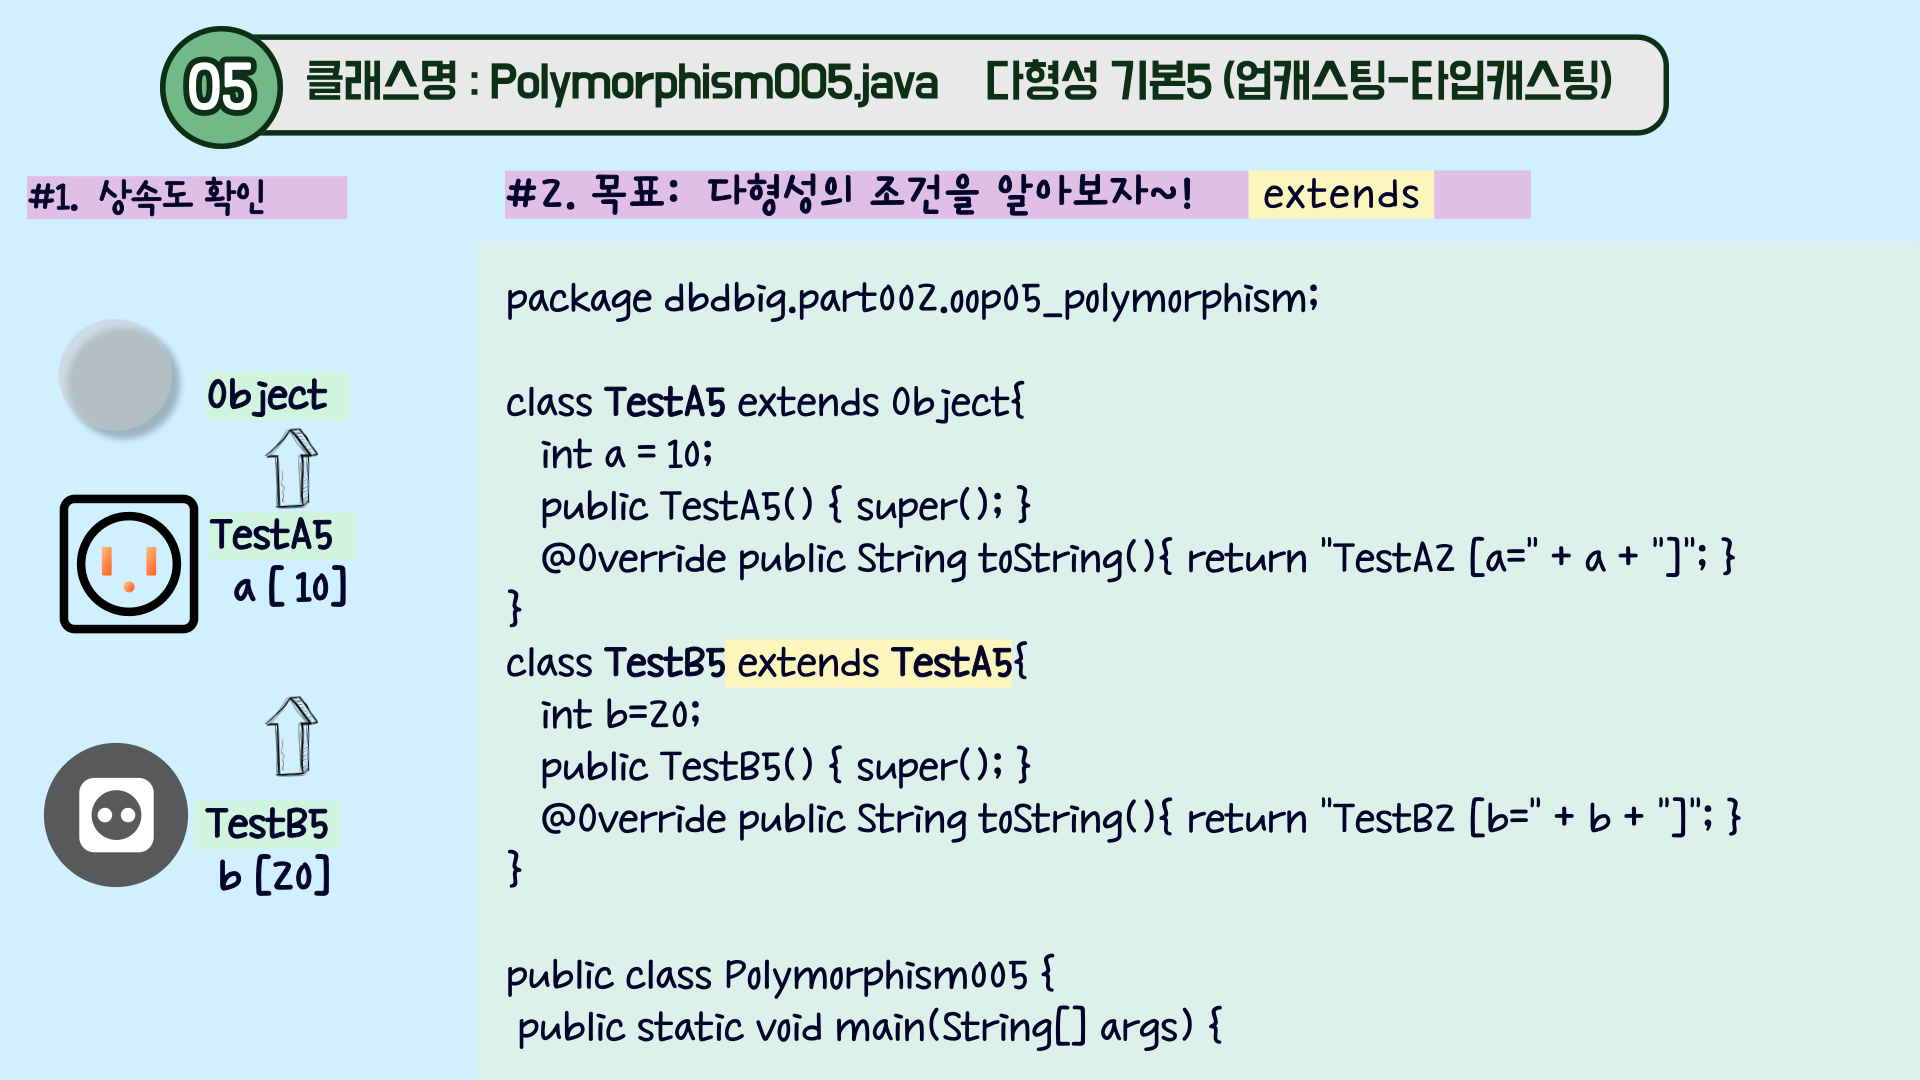 05 클래스명 : Polymorphism005.java 다형성 기본5 (업캐스팅-타입캐스팅)
#1. 상속도 확인
Object
TestA5
a [ 10]
TestB5
b [20]
#2. 목표: 다형성의 조건을 알아보자~! extends
package dbdbig.part002.oop05_polymorphism;
class TestA5 extends Object{
int a = 10;
public TestA5() { super(); }
@Override public String toString(){ return "TestA2 [a=" + a + "]"; }
}
class TestB5 extends TestA5{
int b=20;
public TestB5() { super(); }
@Override public String toString(){ return "TestB2 [b=" + b + "]"; }
}
public class Polymorphism005 {
public static void main(String[] args) {